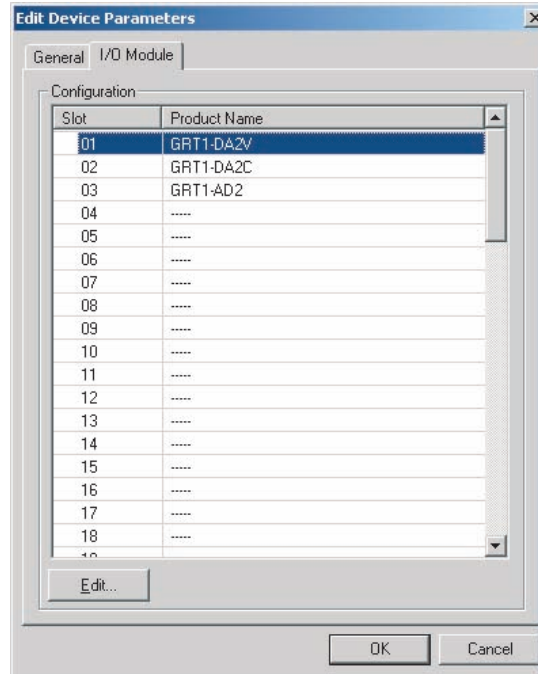 Edit Device Parameters
General I/O Module
Configuration
Slot Product Name
01 GRT1-DA2V
02 GRT1-DA2C
03 GRT1-AD2
04 -----
05 -----
06 -----
07 -----
08 -----
09 -----
10 -----
11 -----
12 -----
13 -----
14 -----
15 -----
16 -----
17 -----
18 -----
Edit...
OK Cancel